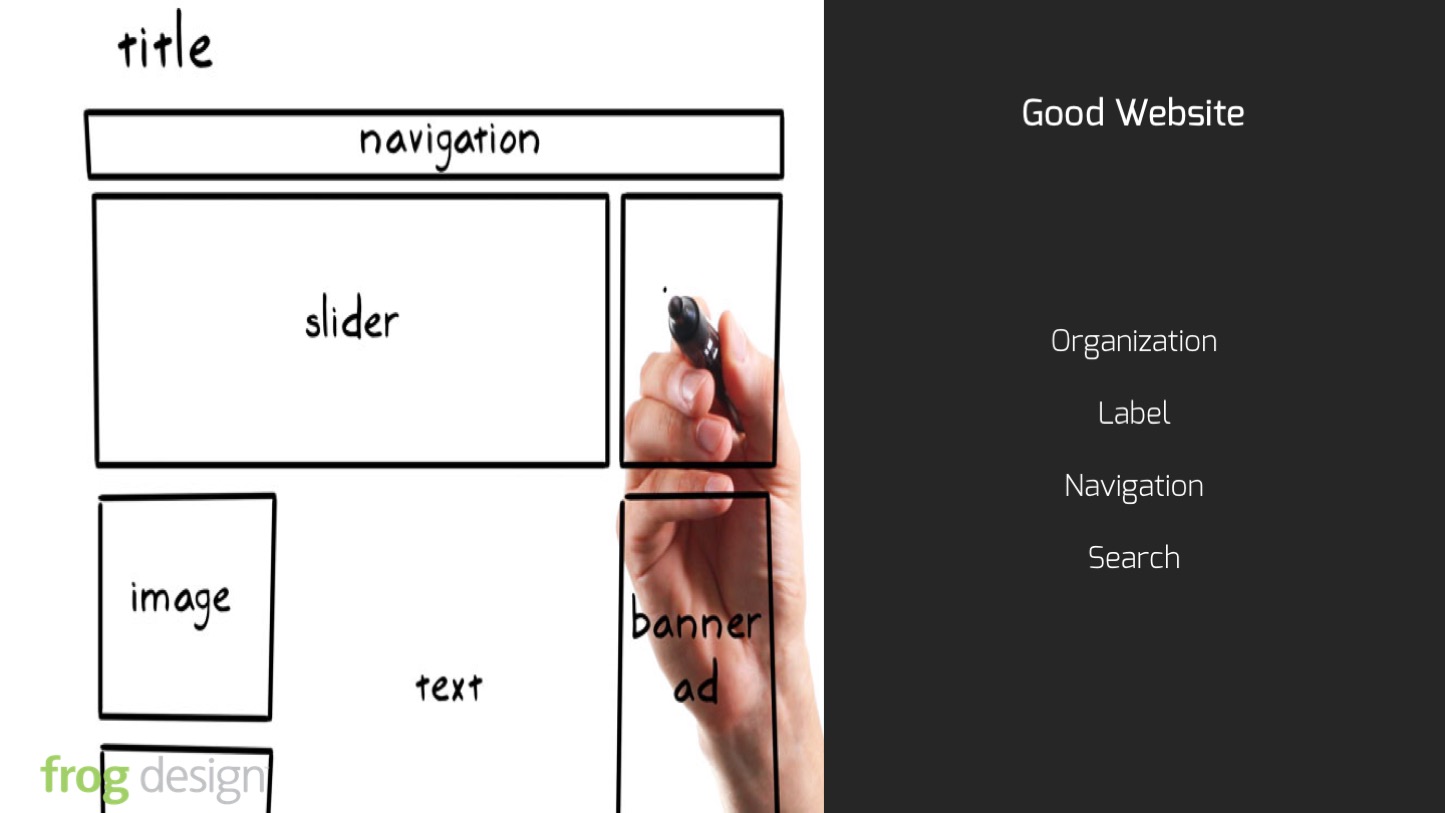 title
navigation
slider
image
text
banner
ad
frog design
Good Website
Organization
Label
Navigation
Search